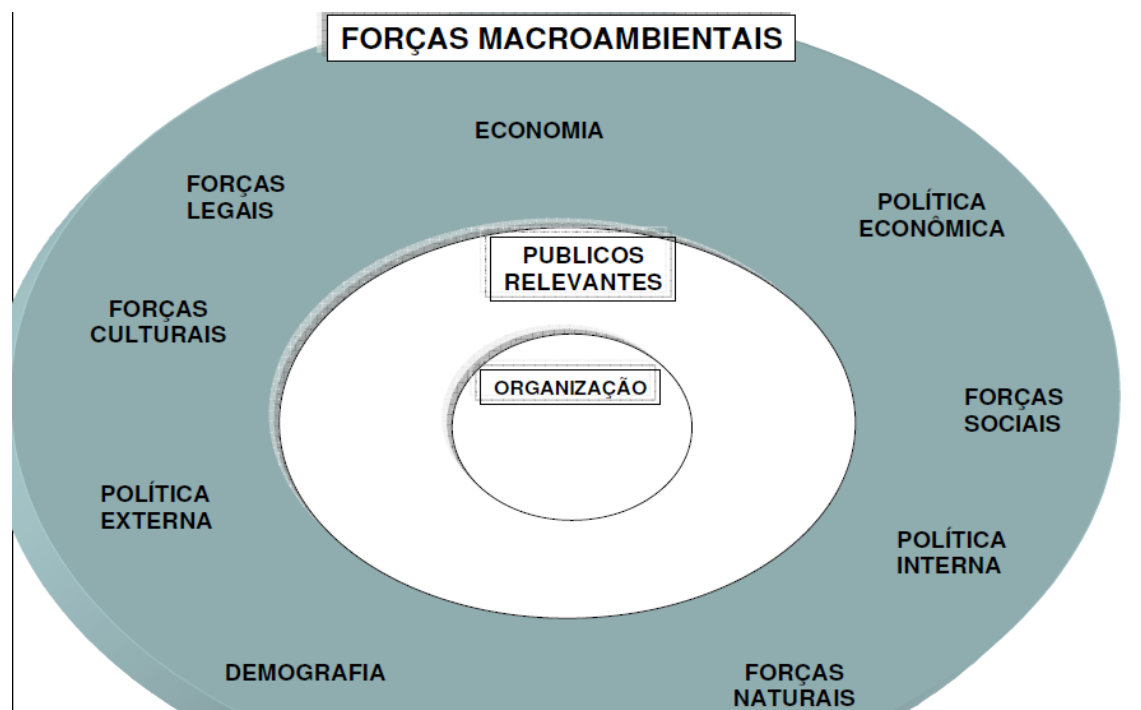 FORÇAS MACROAMBIENTAIS
ECONOMIA
FORÇAS
LEGAIS
POLÍTICA
ECONÔMICA
PUBLICOS
RELEVANTES
FORÇAS
CULTURAIS
ORGANIZAÇÃO
FORÇAS
SOCIAIS
POLÍTICA
EXTERNA
POLÍTICA
INTERNA
DEMOGRAFIA
FORÇAS
NATURAIS